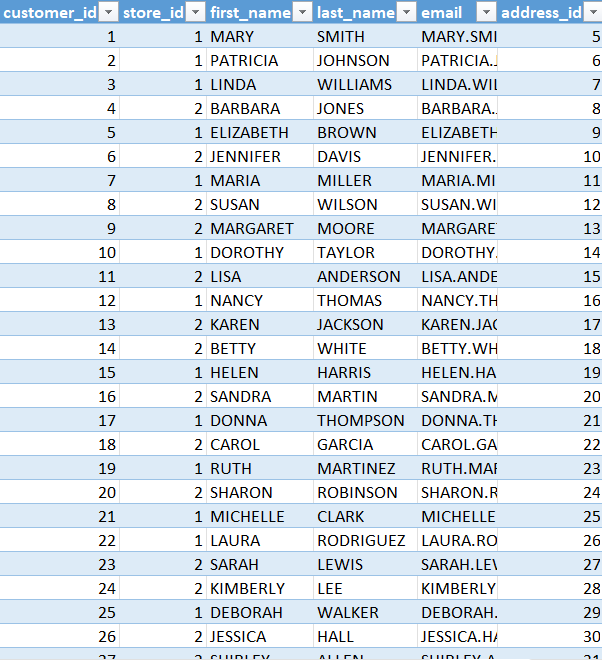 customer_id store_id first_name last_name email address_id
1 1 MARY SMITH MARY.SMI 5
2 1 PATRICIA JOHNSON PATRICIA.J 6
3 1 LINDA WILLIAMS LINDA.WIL 7
4 2 BARBARA JONES BARBARA.J 8
5 1 ELIZABETH BROWN ELIZABETH 9
6 2 JENNIFER DAVIS JENNIFER. 10
7 1 MARIA MILLER MARIA.MI 11
8 2 SUSAN WILSON SUSAN.WI 12
9 2 MARGARET MOORE MARGARET 13
10 1 DOROTHY TAYLOR DOROTHY. 14
11 2 LISA ANDERSON LISA.ANDE 15
12 1 NANCY THOMAS NANCY.TH 16
13 2 KAREN JACKSON KAREN.JAC 17
14 2 BETTY WHITE BETTY.WH 18
15 1 HELEN HARRIS HELEN.HA 19
16 2 SANDRA MARTIN SANDRA.M 20
17 1 DONNA THOMPSON DONNA.TH 21
18 2 CAROL GARCIA CAROL.GA 22
19 1 RUTH MARTINEZ RUTH.MAR 23
20 2 SHARON ROBINSON SHARON.R 24
21 1 MICHELLE CLARK MICHELLE 25
22 1 LAURA RODRIGUEZ LAURA.RO 26
23 2 SARAH LEWIS SARAH.LEW 27
24 2 KIMBERLY LEE KIMBERLY 28
25 1 DEBORAH WALKER DEBORAH. 29
26 2 JESSICA HALL JESSICA.HA 30
27 2 SHIRLEY ALLEN SHIRLEY.A 31